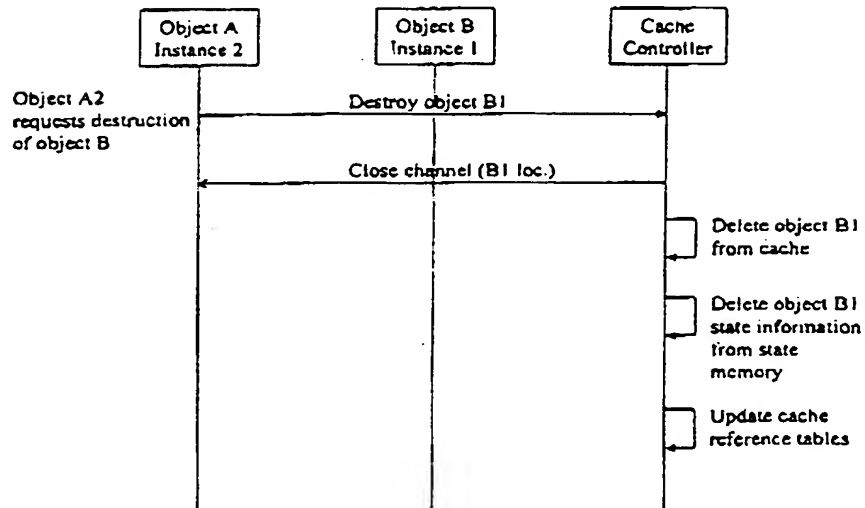 Object A
Instance 2
Object B
Instance 1
Cache
Controller
Object A2
requests destruction
of object B
Destroy object B1
Close channel (B1 loc.)
Delete object B1
from cache
Delete object B1
state information
from state
memory
Update cache
reference tables